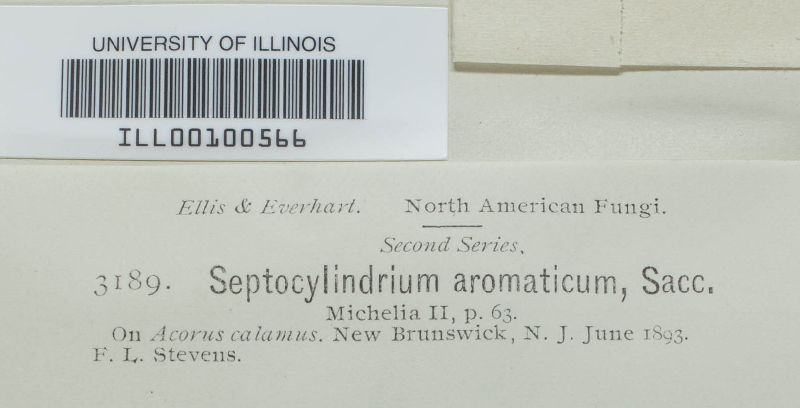 UNIVERSITY OF ILLINOIS
ILL00100566
Ellis & Everhart. North American Fungi.
Second Series,
3189. Septocylindrium aromaticum, Sacc.
Michelia II, p. 63.
On Acorus calamus. New Brunswick, N. J. June 1893.
F. L. Stevens.